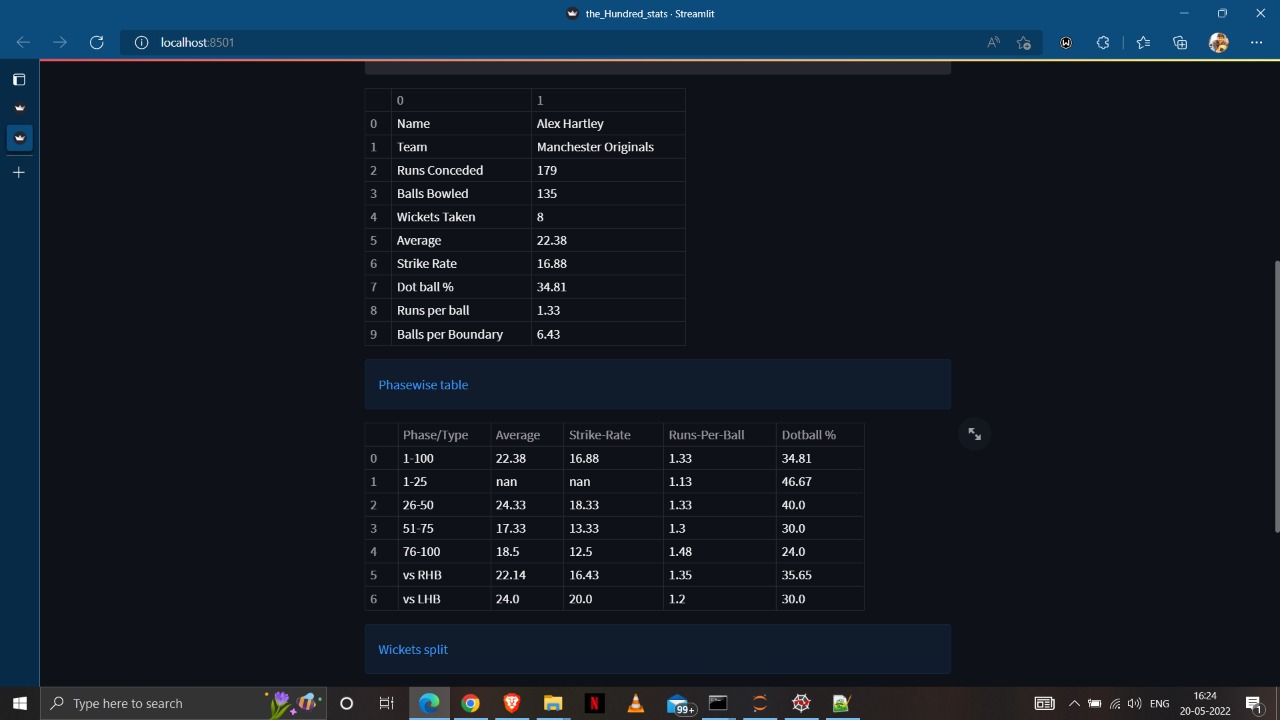 the_Hundred_stats · Streamlit
localhost:8501
0 1
0 Name Alex Hartley
1 Team Manchester Originals
2 Runs Conceded 179
3 Balls Bowled 135
4 Wickets Taken 8
5 Average 22.38
6 Strike Rate 16.88
7 Dot ball % 34.81
8 Runs per ball 1.33
9 Balls per Boundary 6.43
Phasewise table
Phase/Type Average Strike-Rate Runs-Per-Ball Dotball %
0 1-100 22.38 16.88 1.33 34.81
1 1-25 nan nan 1.13 46.67
2 26-50 24.33 18.33 1.33 40.0
3 51-75 17.33 13.33 1.3 30.0
4 76-100 18.5 12.5 1.48 24.0
5 vs RHB 22.14 16.43 1.35 35.65
6 vs LHB 24.0 20.0 1.2 30.0
Wickets split
Type here to search
99+
ENG
16:24
20-05-2022
1